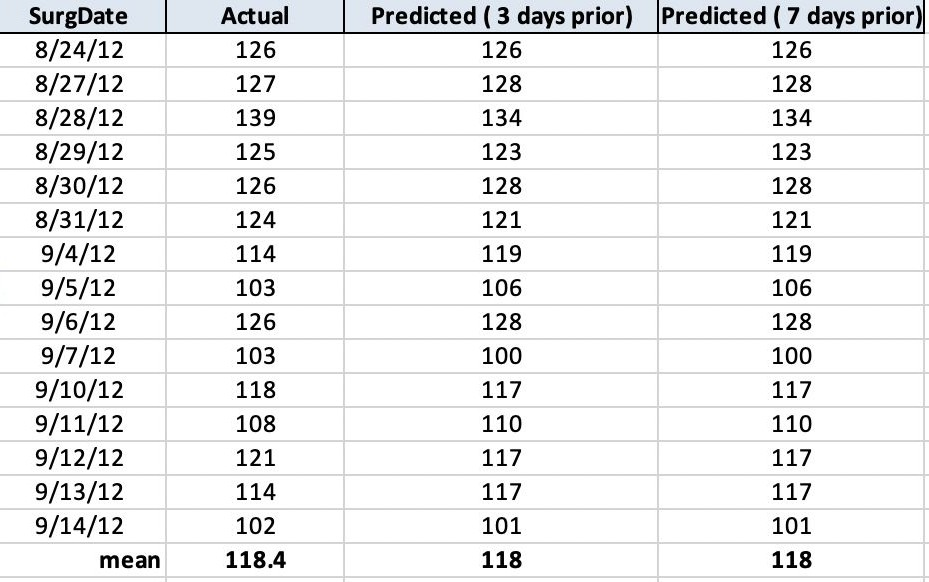 SurgDate Actual Predicted ( 3 days prior) Predicted ( 7 days prior)
8/24/12 126 126 126
8/27/12 127 128 128
8/28/12 139 134 134
8/29/12 125 123 123
8/30/12 126 128 128
8/31/12 124 121 121
9/4/12 114 119 119
9/5/12 103 106 106
9/6/12 126 128 128
9/7/12 103 100 100
9/10/12 118 117 117
9/11/12 108 110 110
9/12/12 121 117 117
9/13/12 114 117 117
9/14/12 102 101 101
mean 118.4 118 118